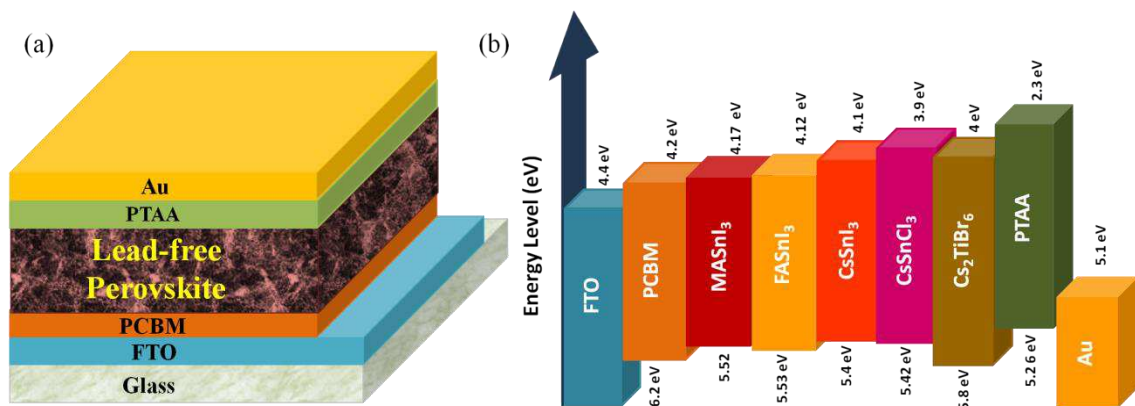 (a)
Au
PTAA
Lead-free
Perovskite
PCBM
FTO
Glass
(b)
Energy Level (eV)
4.4 eV
4.2 eV
4.17 eV
4.12 eV
4.1 eV
3.9 eV
4 eV
2.3 eV
5.1 eV
FTO
PCBM
MASnI₃
FASnI₃
CsSnI₃
CsSnCl₃
Cs₂TiBr₆
PTAA
Au
6.2 eV
5.52
5.53 eV
5.4 eV
5.42 eV
5.8 eV
5.26 eV